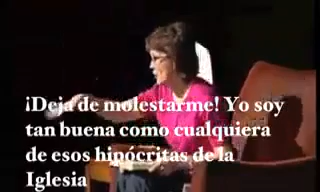 ¡Deja de molestarme! Yo soy
tan buena como cualquiera
de esos hipócritas de la
Iglesia